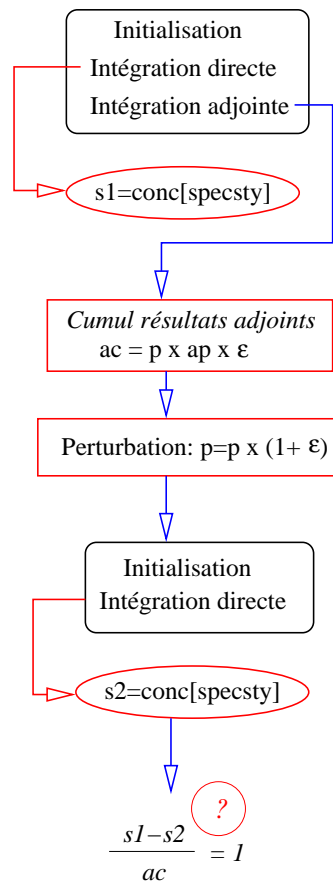 Initialisation
Intégration directe
Intégration adjointe
s1=conc[specsty]
Cumul résultats adjoints
ac = p x ap x ε
Perturbation: p=p x (1+ ε)
Initialisation
Intégration directe
s2=conc[specsty]
?
s1–s2
ac
= 1